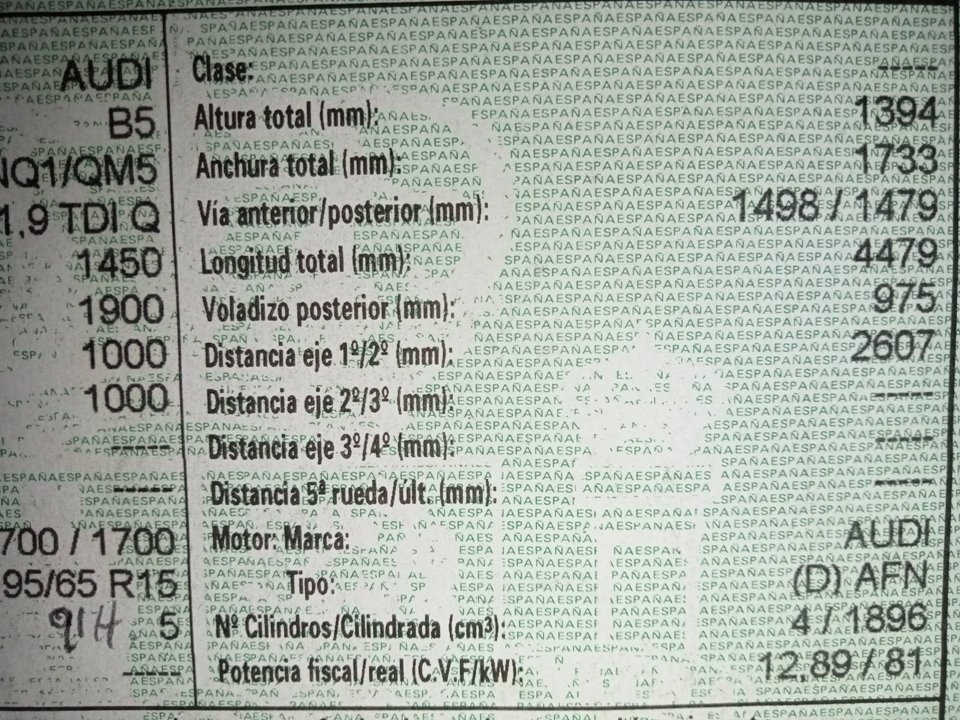 AUDI Clase: -----
B5 Altura total (mm): 1394
NQ1/QM5 Anchura total (mm): 1733
1,9 TDI Q Vía anterior/posterior (mm): 1498 / 1479
1450 Longitud total (mm): 4479
1900 Voladizo posterior (mm): 975
1000 Distancia eje 1º/2º (mm): 2607
1000 Distancia eje 2º/3º (mm): -----
----- Distancia eje 3º/4º (mm): -----
----- Distancia 5ª rueda/últ. (mm): -----
700 / 1700 Motor: Marca: AUDI
95/65 R15 Tipo: (D) AFN
91H 5 Nº Cilindros/Cilindrada (cm³): 4 / 1896
----- Potencia fiscal/real (C.V.F/kW): 12,89 / 81